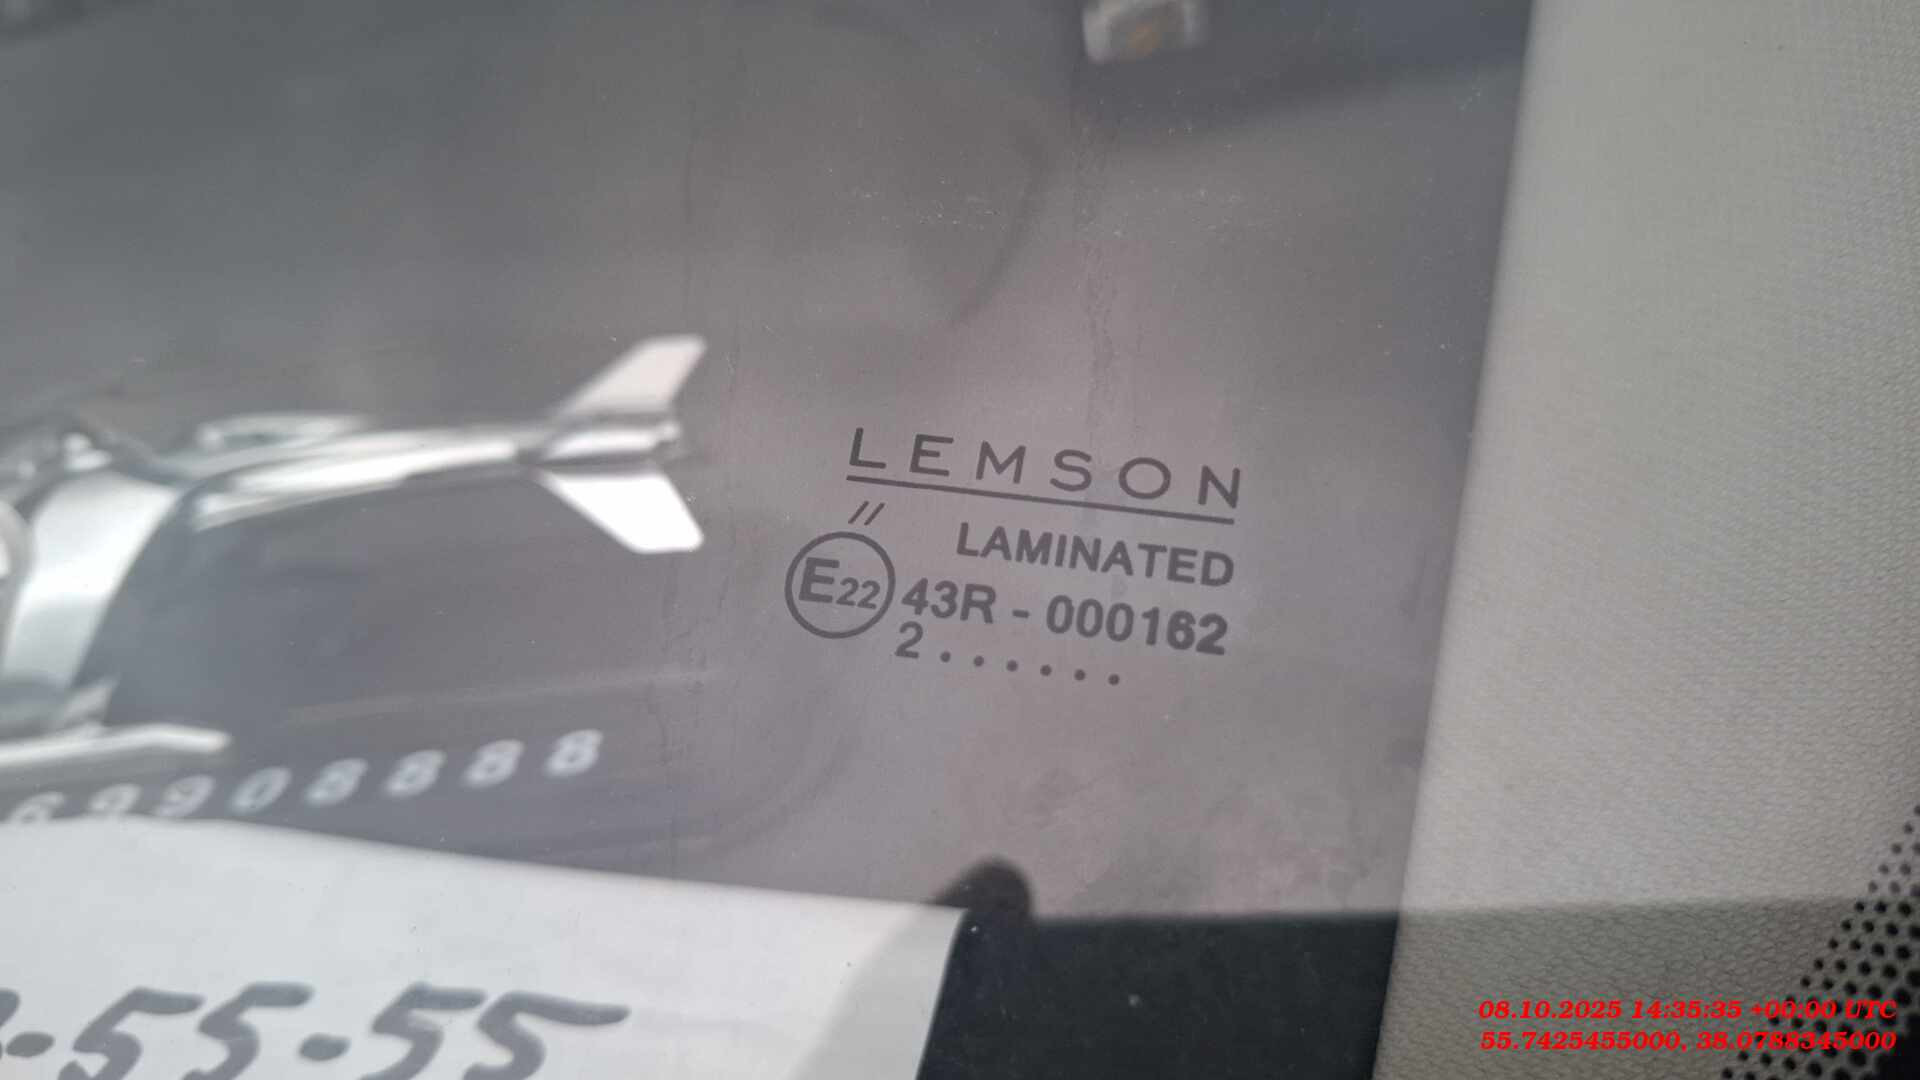 LEMSON
//
LAMINATED
E22 43R - 000162
2 . . . . . .
69908888
-55-55
08.10.2025 14:35:35 +00:00 UTC
55.7425455000, 38.0788345000